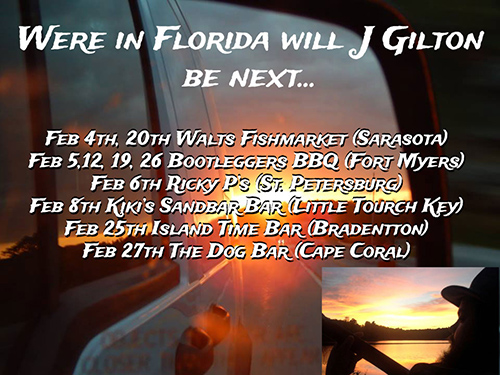 Were in Florida will J Gilton
be next...
Feb 4th, 20th Walts Fishmarket (Sarasota)
Feb 5,12, 19, 26 Bootleggers BBQ (Fort Myers)
Feb 6th Ricky P's (St. Petersburg)
Feb 8th Kiki's Sandbar Bar (Little Tourch Key)
Feb 25th Island Time Bar (Bradentton)
Feb 27th The Dog Bar (Cape Coral)
OBJECTS
CLOSER